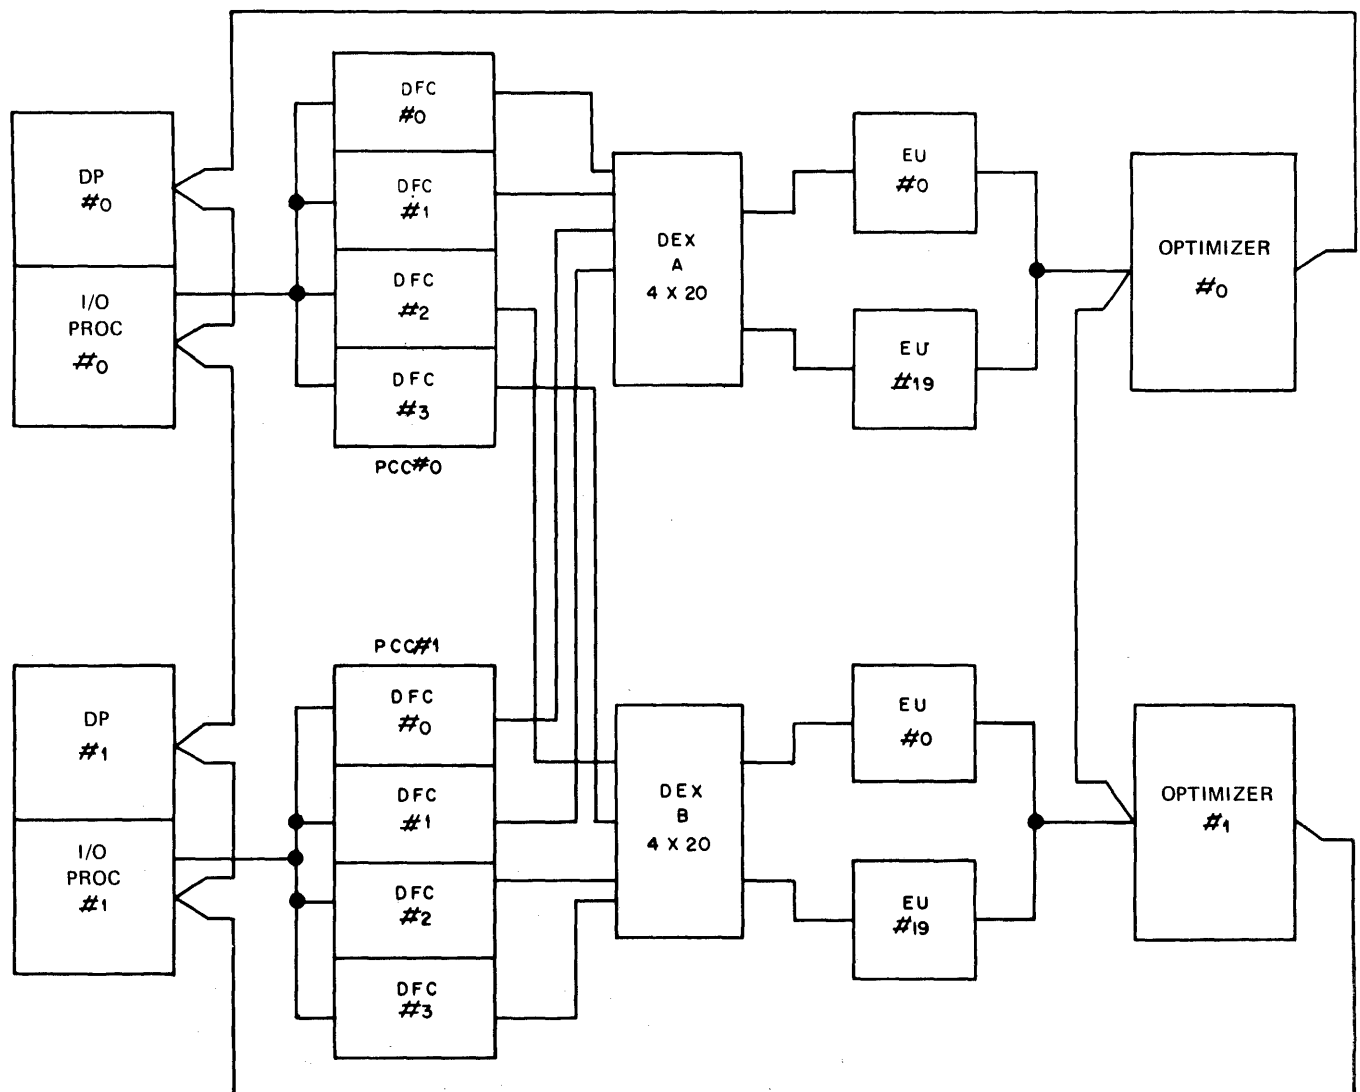 DP
#0
I/O
PROC
#0
DFC
#0
DFC
#1
DFC
#2
DFC
#3
PCC#0
DEX
A
4 X 20
EU
#0
EU
#19
OPTIMIZER
#0
DP
#1
I/O
PROC
#1
PCC#1
DFC
#0
DFC
#1
DFC
#2
DFC
#3
DEX
B
4 X 20
EU
#0
EU
#19
OPTIMIZER
#1